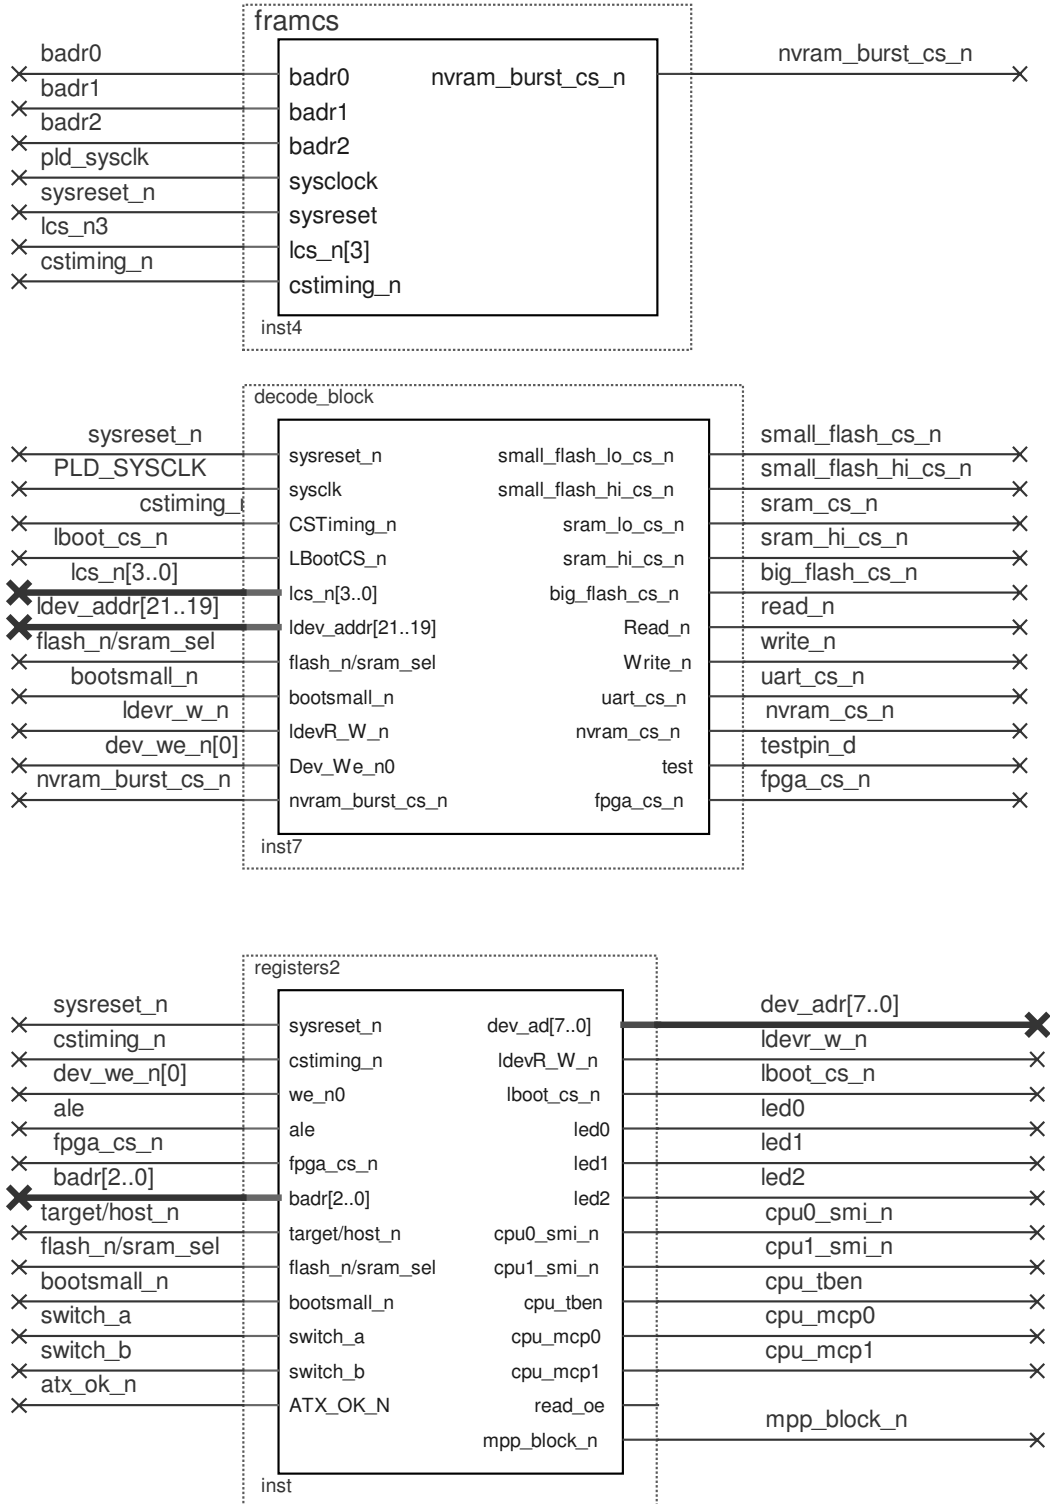 framcs
badr0
nvram_burst_cs_n
badr0 nvram_burst_cs_n
badr1
badr1
badr2
badr2
pld_sysclk
sysclock
sysreset_n
sysreset
lcs_n3
lcs_n[3]
cstiming_n
cstiming_n
inst4
decode_block
sysreset_n
small_flash_cs_n
sysreset_n small_flash_lo_cs_n
PLD_SYSCLK
small_flash_hi_cs_n
sysclk small_flash_hi_cs_n
cstiming_
sram_cs_n
CSTiming_n sram_lo_cs_n
lboot_cs_n
sram_hi_cs_n
LBootCS_n sram_hi_cs_n
lcs_n[3..0]
big_flash_cs_n
lcs_n[3..0] big_flash_cs_n
ldev_addr[21..19]
read_n
ldev_addr[21..19] Read_n
flash_n/sram_sel
write_n
flash_n/sram_sel Write_n
bootsmall_n
uart_cs_n
bootsmall_n uart_cs_n
ldevr_w_n
nvram_cs_n
ldevR_W_n nvram_cs_n
dev_we_n[0]
testpin_d
Dev_We_n0 test
nvram_burst_cs_n
fpga_cs_n
nvram_burst_cs_n fpga_cs_n
inst7
registers2
sysreset_n
dev_adr[7..0]
sysreset_n dev_ad[7..0]
cstiming_n
ldevr_w_n
cstiming_n ldevR_W_n
dev_we_n[0]
lboot_cs_n
we_n0 lboot_cs_n
ale
led0
ale led0
fpga_cs_n
led1
fpga_cs_n led1
badr[2..0]
led2
badr[2..0] led2
target/host_n
cpu0_smi_n
target/host_n cpu0_smi_n
flash_n/sram_sel
cpu1_smi_n
flash_n/sram_sel cpu1_smi_n
bootsmall_n
cpu_tben
bootsmall_n cpu_tben
switch_a
cpu_mcp0
switch_a cpu_mcp0
switch_b
cpu_mcp1
switch_b cpu_mcp1
atx_ok_n
ATX_OK_N read_oe
mpp_block_n
mpp_block_n
inst